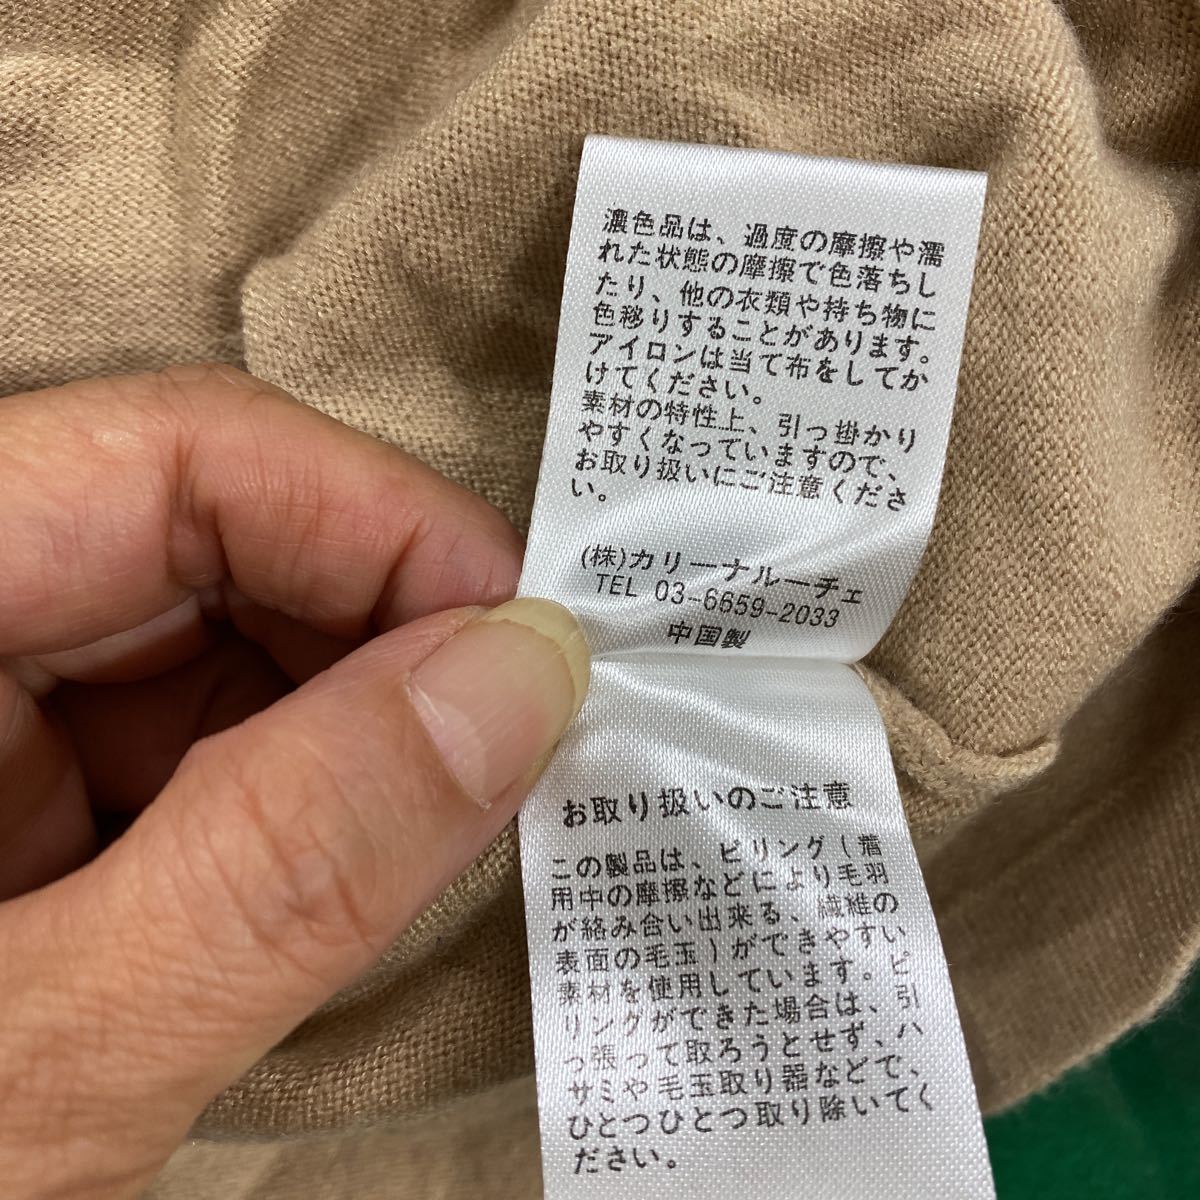 濃色品は、過度の摩擦や濡
れた状態の摩擦で色落ちし
たり、他の衣類や持ち物に
色移りすることがあります。
アイロンは当て布をしてか
けてください。
素材の特性上、引っ掛かり
やすくなっていますので、
お取り扱いにご注意くださ
い。
(株)カリーナルーチェ
TEL 03-6659-2033
中国製
お取り扱いのご注意
この製品は、ピリング(着
用中の摩擦などにより毛羽
が絡み合い出来る、繊維の
表面の毛玉)ができやすい
素材を使用しています。ピ
リングができた場合は、引
っ張って取ろうとせず、ハ
サミや毛玉取り器などで、
ひとつひとつ取り除いてく
ださい。